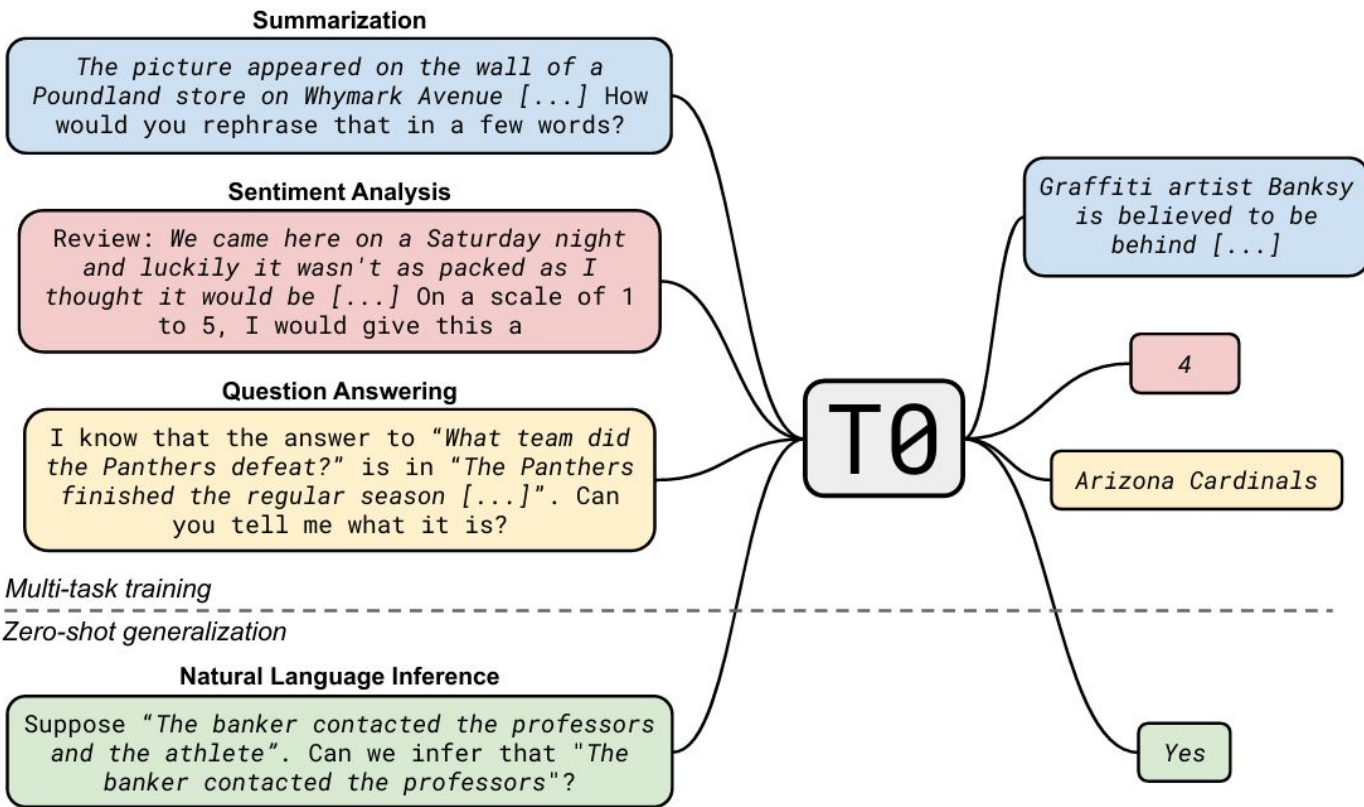 Summarization
The picture appeared on the wall of a
Poundland store on Whymark Avenue [...] How
would you rephrase that in a few words?
Sentiment Analysis
Review: We came here on a Saturday night
and luckily it wasn't as packed as I
thought it would be [...] On a scale of 1
to 5, I would give this a
Question Answering
I know that the answer to “What team did
the Panthers defeat?” is in “The Panthers
finished the regular season [...]”. Can
you tell me what it is?
Multi-task training
Zero-shot generalization
Natural Language Inference
Suppose “The banker contacted the professors
and the athlete”. Can we infer that "The
banker contacted the professors"?
T0
Graffiti artist Banksy
is believed to be
behind [...]
4
Arizona Cardinals
Yes